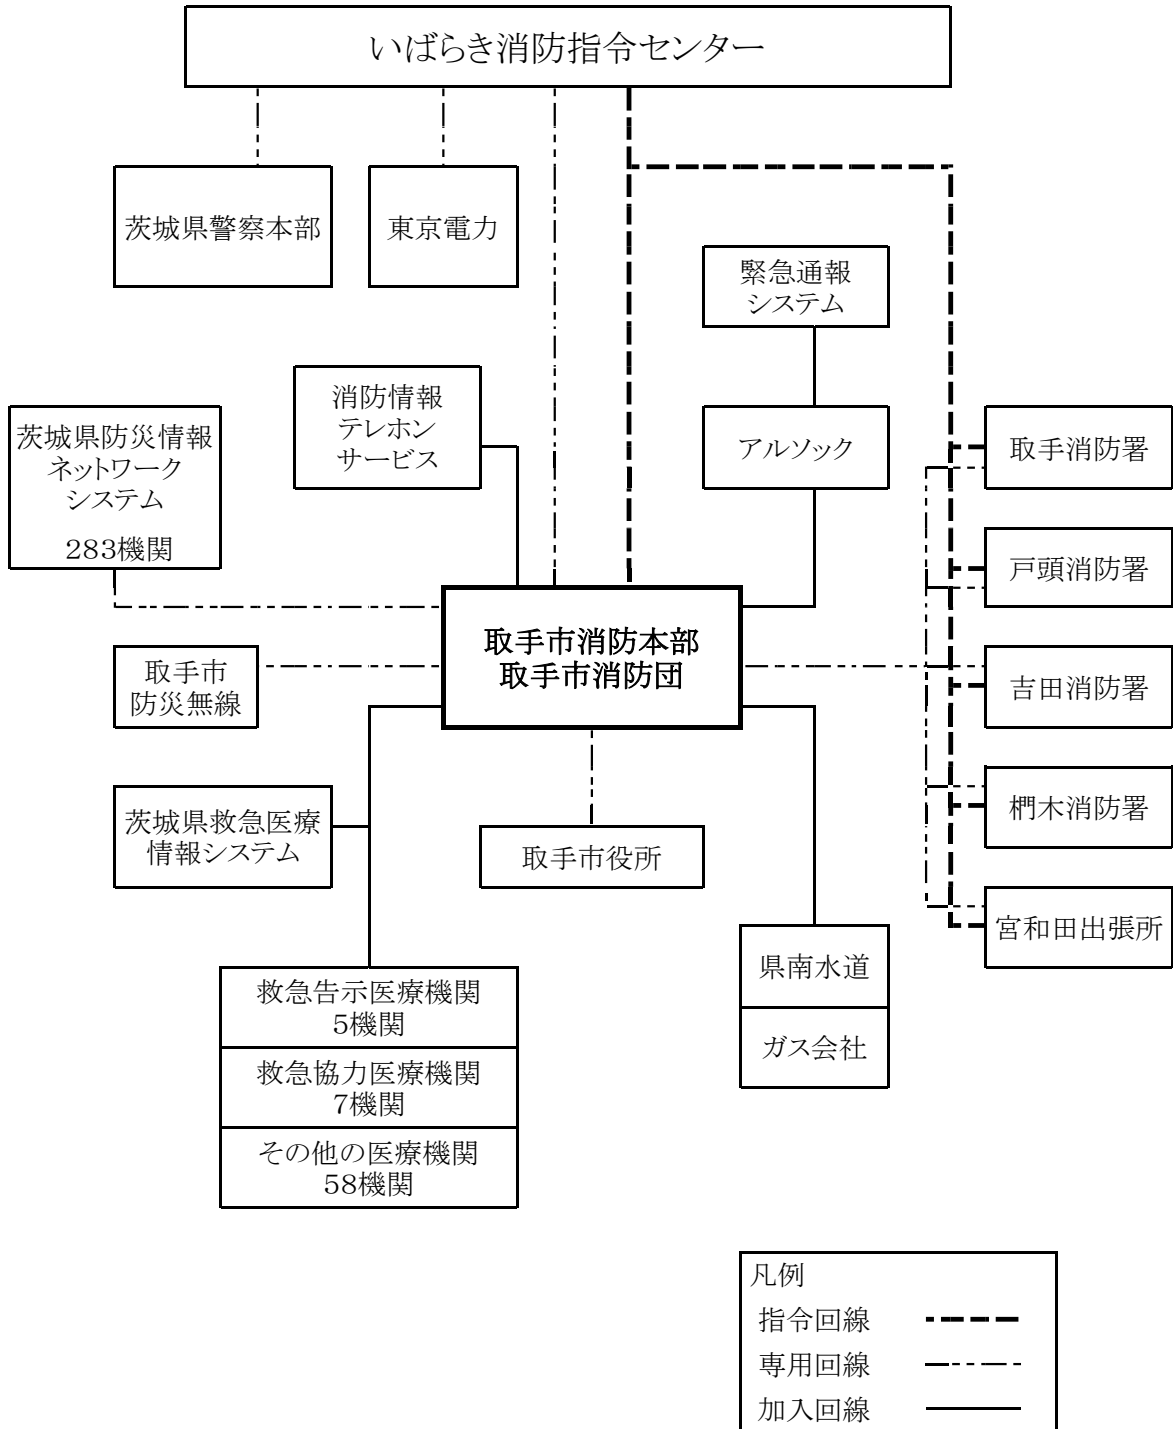 いばらき消防指令センター
茨城県警察本部
東京電力
緊急通報
システム
消防情報
テレホン
サービス
茨城県防災情報
ネットワーク
システム
283機関
アルソック
取手消防署
戸頭消防署
取手市消防本部
取手市消防団
取手市
防災無線
吉田消防署
茨城県救急医療
情報システム
取手市役所
椚木消防署
宮和田出張所
県南水道
ガス会社
救急告示医療機関
5機関
救急協力医療機関
7機関
その他の医療機関
58機関
凡例
指令回線
専用回線
加入回線